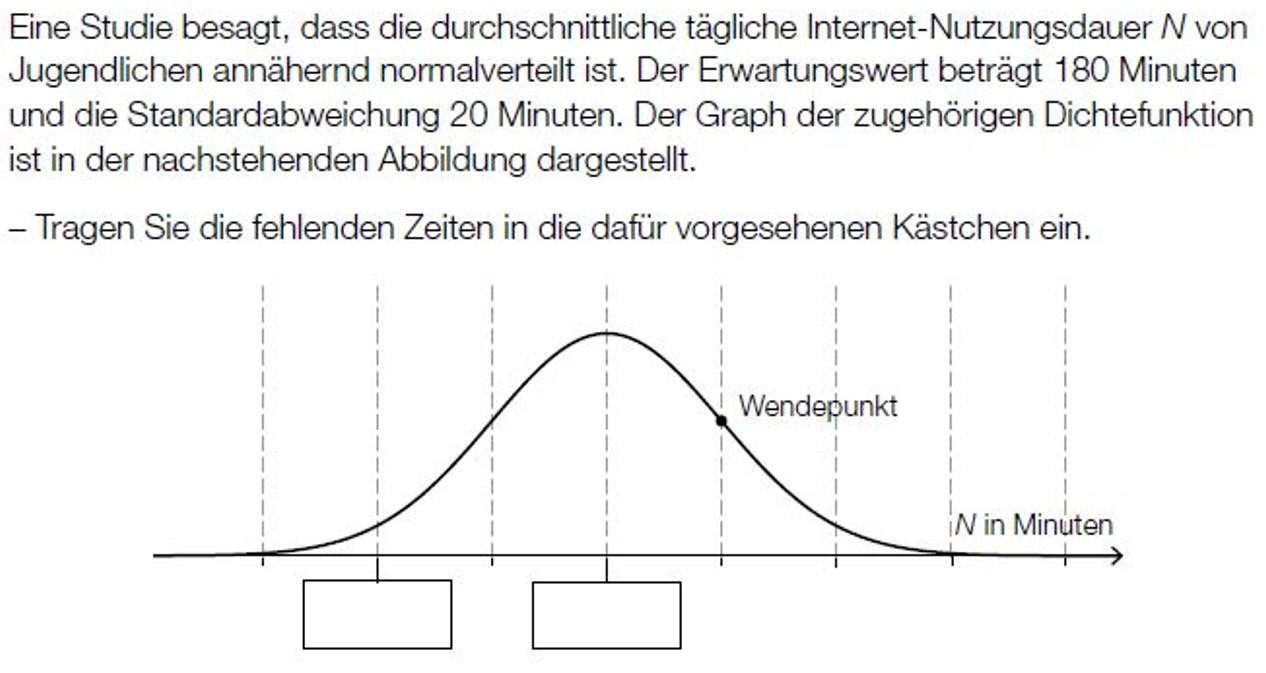 Eine Studie besagt, dass die durchschnittliche tägliche Internet-Nutzungsdauer N von
Jugendlichen annähernd normalverteilt ist. Der Erwartungswert beträgt 180 Minuten
und die Standardabweichung 20 Minuten. Der Graph der zugehörigen Dichtefunktion
ist in der nachstehenden Abbildung dargestellt.
– Tragen Sie die fehlenden Zeiten in die dafür vorgesehenen Kästchen ein.
Wendepunkt
N in Minuten